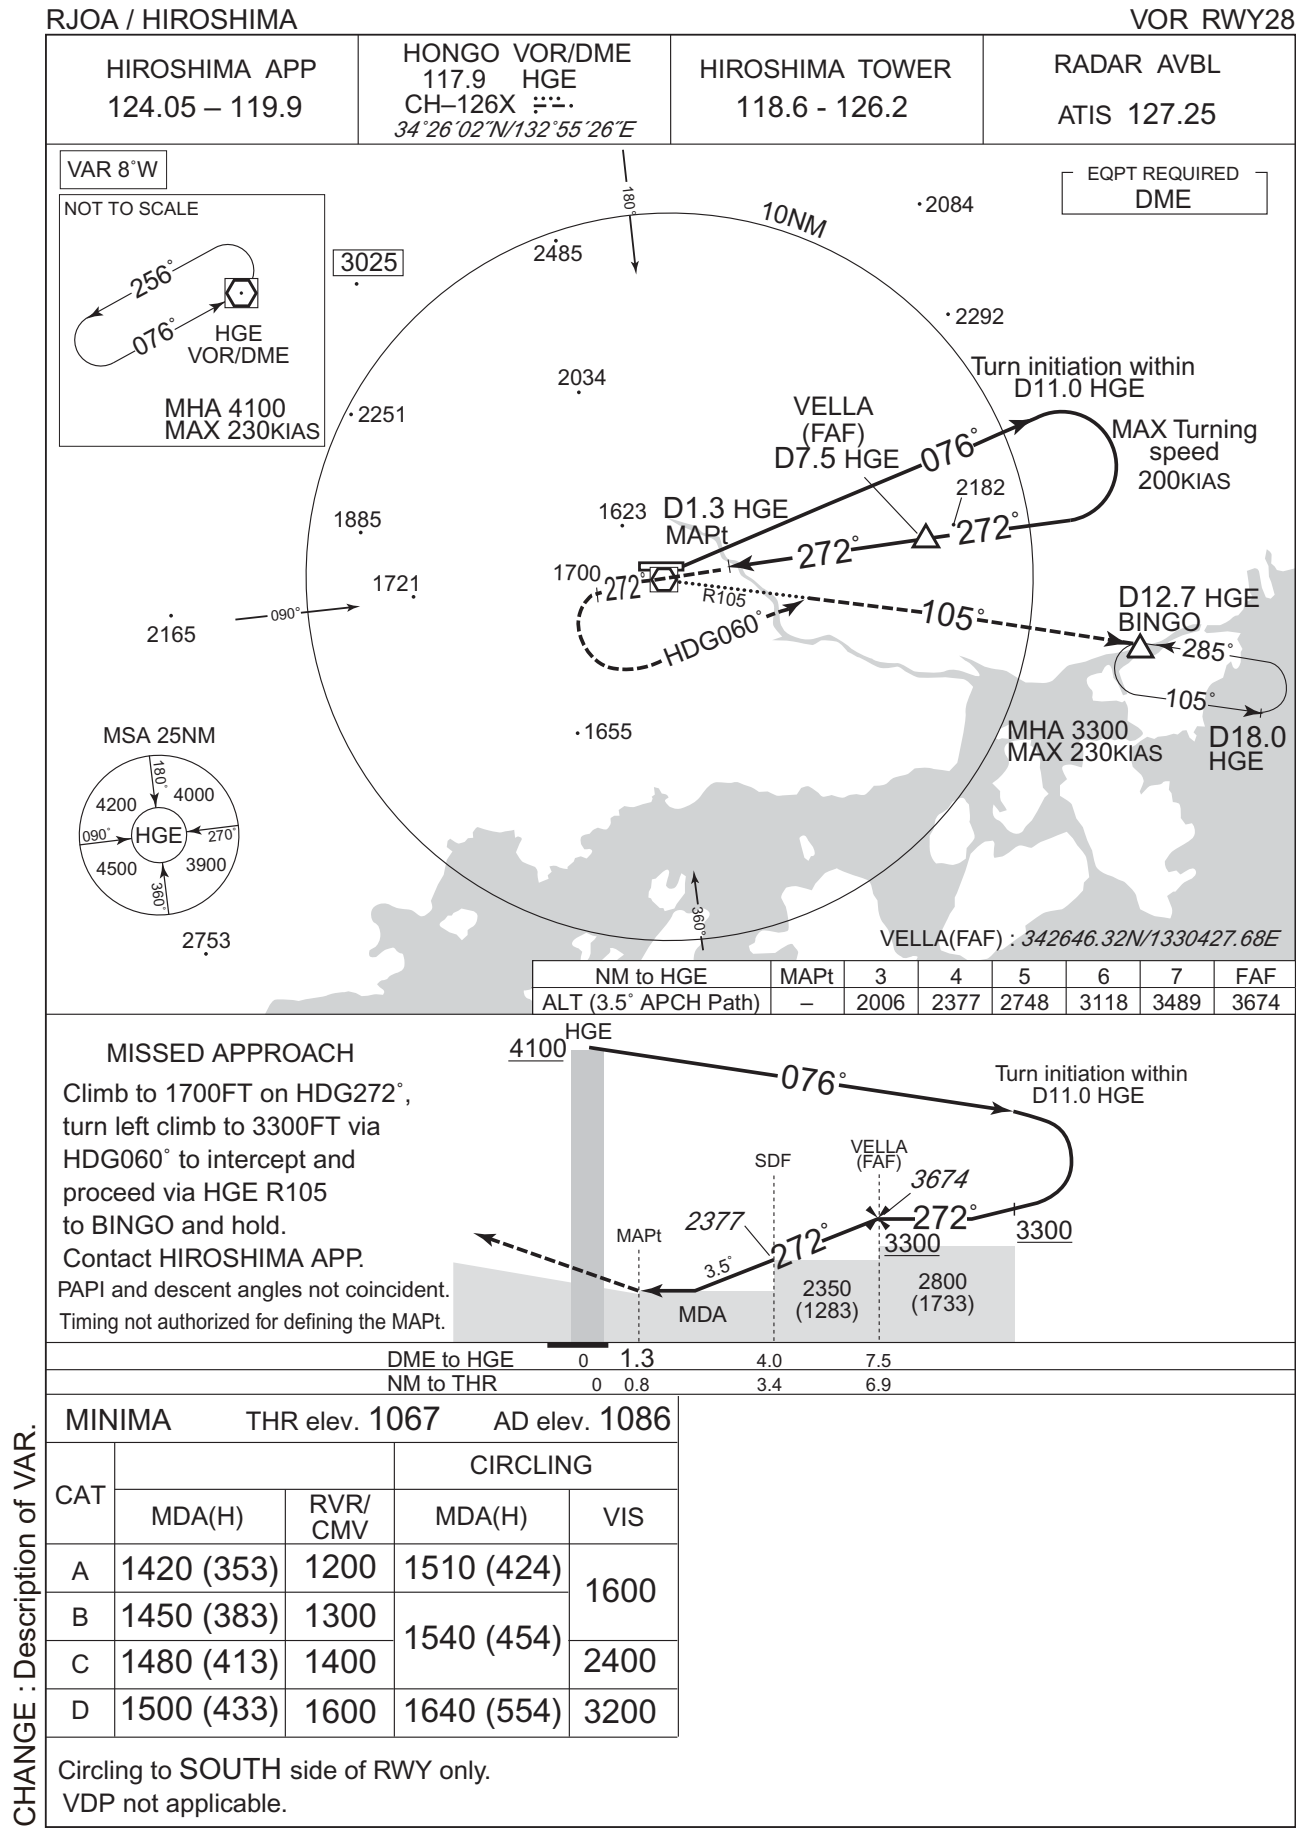 RJOA / HIROSHIMA
VOR RWY28
HIROSHIMA APP
124.05 – 119.9
HONGO VOR/DME
117.9 HGE
CH–126X
34˚26´02˝N/132˚55´26˝E
HIROSHIMA TOWER
118.6 - 126.2
RADAR AVBL
ATIS 127.25
VAR 8˚W
NOT TO SCALE
256˚
076˚
HGE
VOR/DME
MHA 4100
MAX 230KIAS
EQPT REQUIRED
DME
180˚
10NM
2084
2485
3025
2292
2034
2251
Turn initiation within
D11.0 HGE
VELLA
(FAF)
D7.5 HGE
076˚
MAX Turning
speed
200KIAS
2182
1885
1623
D1.3 HGE
MAPt
272˚
272˚
1721
1700
272˚
R105
090˚
2165
HDG060˚
105˚
D12.7 HGE
BINGO
285˚
105˚
D18.0
HGE
MHA 3300
MAX 230KIAS
1655
MSA 25NM
180˚
4200
4000
090˚
HGE
270˚
4500
3900
360˚
2753
360˚
VELLA(FAF) : 342646.32N/1330427.68E
NM to HGE MAPt 3 4 5 6 7 FAF
ALT (3.5˚ APCH Path) – 2006 2377 2748 3118 3489 3674
MISSED APPROACH
Climb to 1700FT on HDG272˚,
turn left climb to 3300FT via
HDG060˚ to intercept and
proceed via HGE R105
to BINGO and hold.
Contact HIROSHIMA APP.
PAPI and descent angles not coincident.
Timing not authorized for defining the MAPt.
HGE
4100
076˚
Turn initiation within
D11.0 HGE
SDF
VELLA
(FAF)
3674
2377
272˚
272˚
3300
3300
MAPt
3.5˚
MDA
2350
(1283)
2800
(1733)
DME to HGE 0 1.3 4.0 7.5
NM to THR 0 0.8 3.4 6.9
MINIMA THR elev. 1067 AD elev. 1086
CAT
CIRCLING
MDA(H)
RVR/
CMV
MDA(H)
VIS
A 1420 (353) 1200 1510 (424)
1600
B 1450 (383) 1300
1540 (454)
C 1480 (413) 1400 2400
D 1500 (433) 1600 1640 (554) 3200
Circling to SOUTH side of RWY only.
VDP not applicable.
CHANGE : Description of VAR.